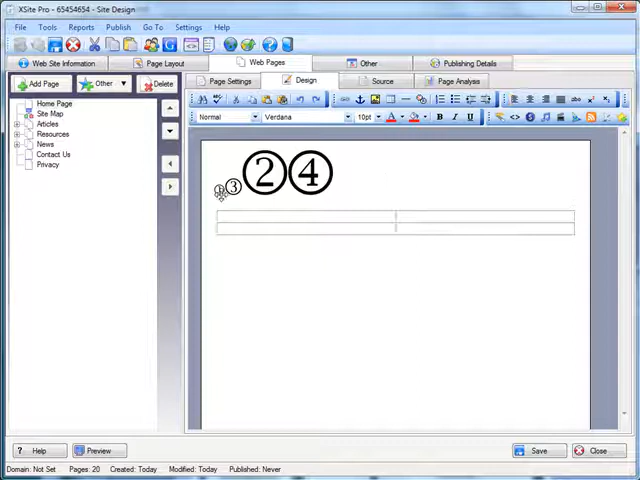 XSite Pro - 65454654 - Site Design
File Tools Reports Publish Go To Settings Help
Web Site Information Page Layout Web Pages Other Publishing Details
Add Page Other Delete
Page Settings Design Source Page Analysis
Normal Verdana 10pt A B I U
Home Page
Site Map
Articles
Resources
News
Contact Us
Privacy
① ③ ② ④
Help Preview Save Close
Domain: Not Set Pages: 20 Created: Today Modified: Today Published: Never